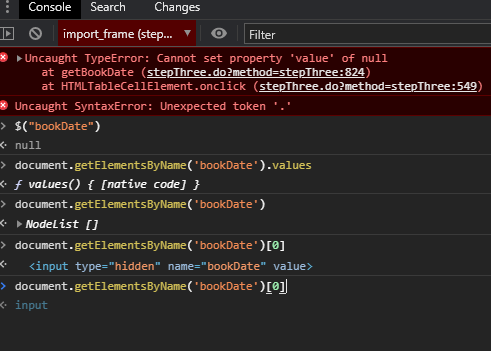 Console Search Changes
import_frame (step... ▼ Filter
Uncaught TypeError: Cannot set property 'value' of null
at getBookDate (stepThree.do?method=stepThree:824)
at HTMLTableCellElement.onclick (stepThree.do?method=stepThree:549)
Uncaught SyntaxError: Unexpected token '.'
> $("bookDate")
null
> document.getElementsByName('bookDate').values
ƒ values() { [native code] }
> document.getElementsByName('bookDate')
▶ NodeList []
> document.getElementsByName('bookDate')[0]
<input type="hidden" name="bookDate" value>
> document.getElementsByName('bookDate')[0]
input